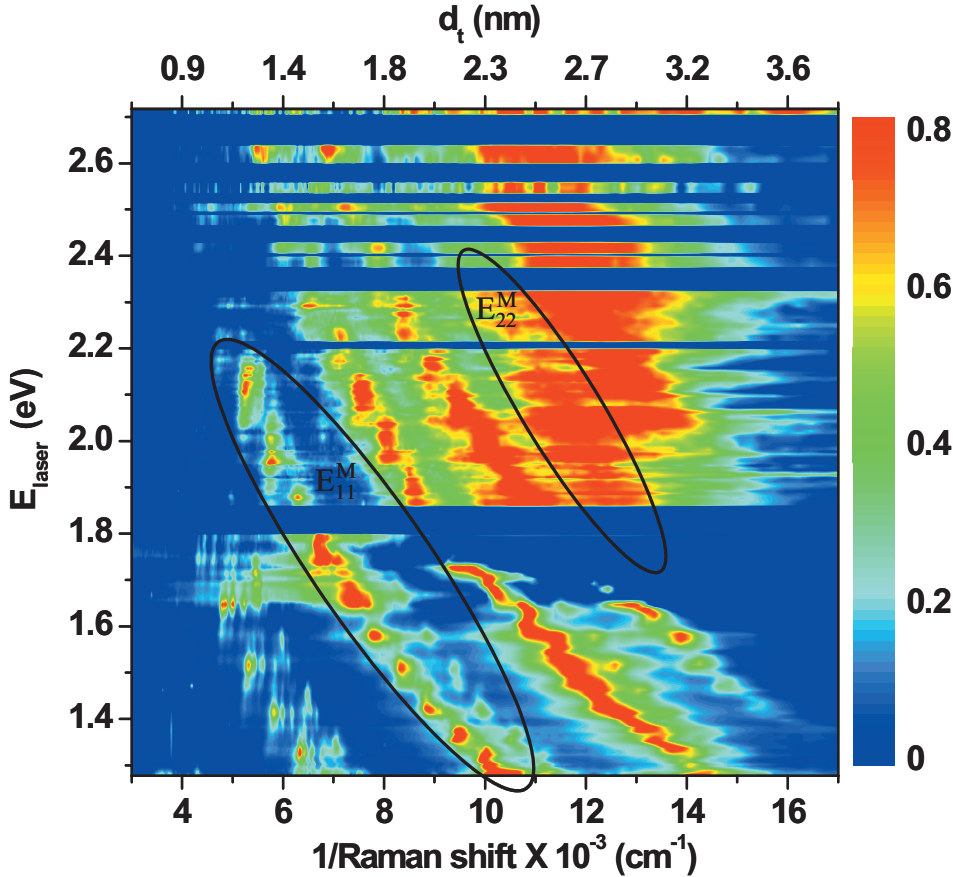 d_t (nm)
0.9 1.4 1.8 2.3 2.7 3.2 3.6
E_laser (eV)
2.6
2.4
2.2
2.0
1.8
1.6
1.4
E^M_22
E^M_11
0.8
0.6
0.4
0.2
0
4 6 8 10 12 14 16
1/Raman shift X 10^-3 (cm^-1)